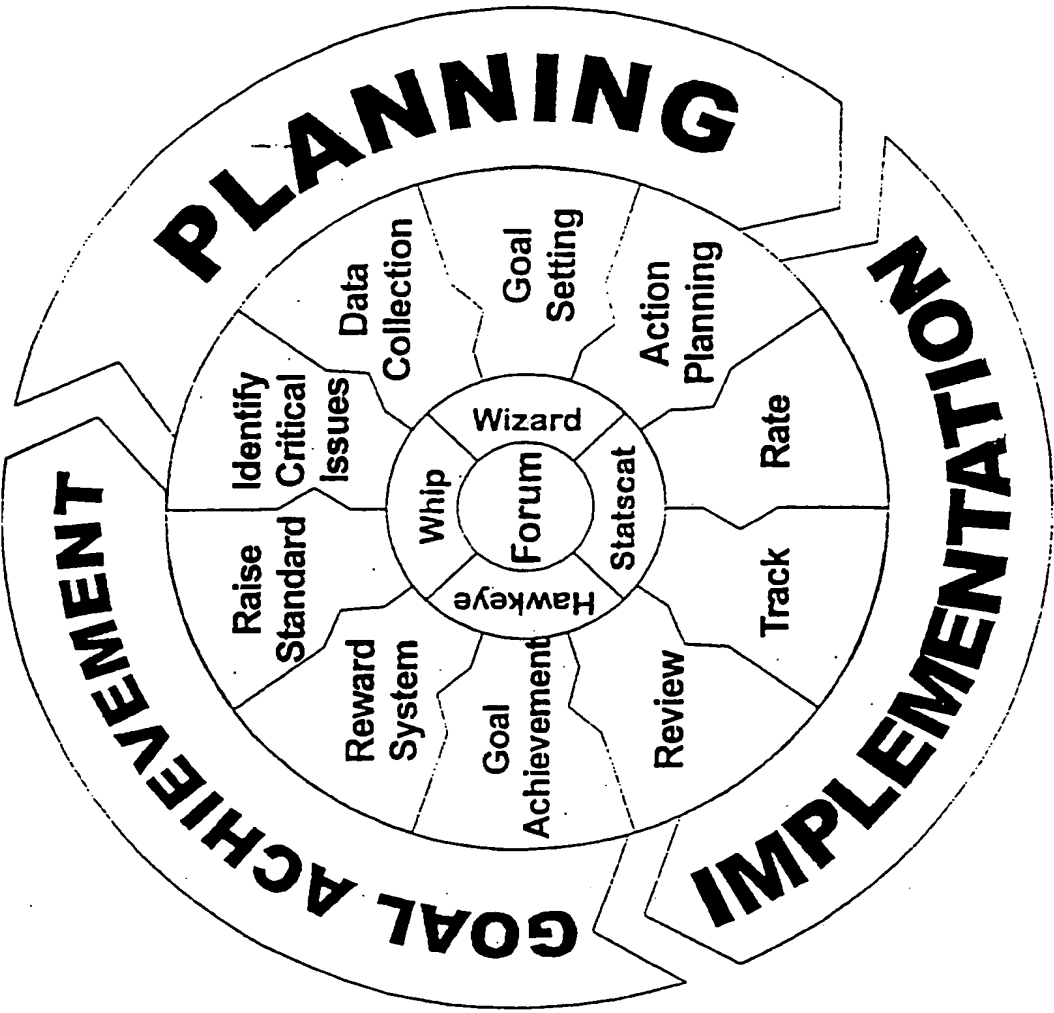 PLANNING
IMPLEMENTATION
GOAL ACHIEVEMENT
Identify
Critical
Issues
Data
Collection
Goal
Setting
Action
Planning
Rate
Track
Review
Goal
Achievement
Reward
System
Raise
Standard
Whip
Wizard
Statscat
Hawkeye
Forum